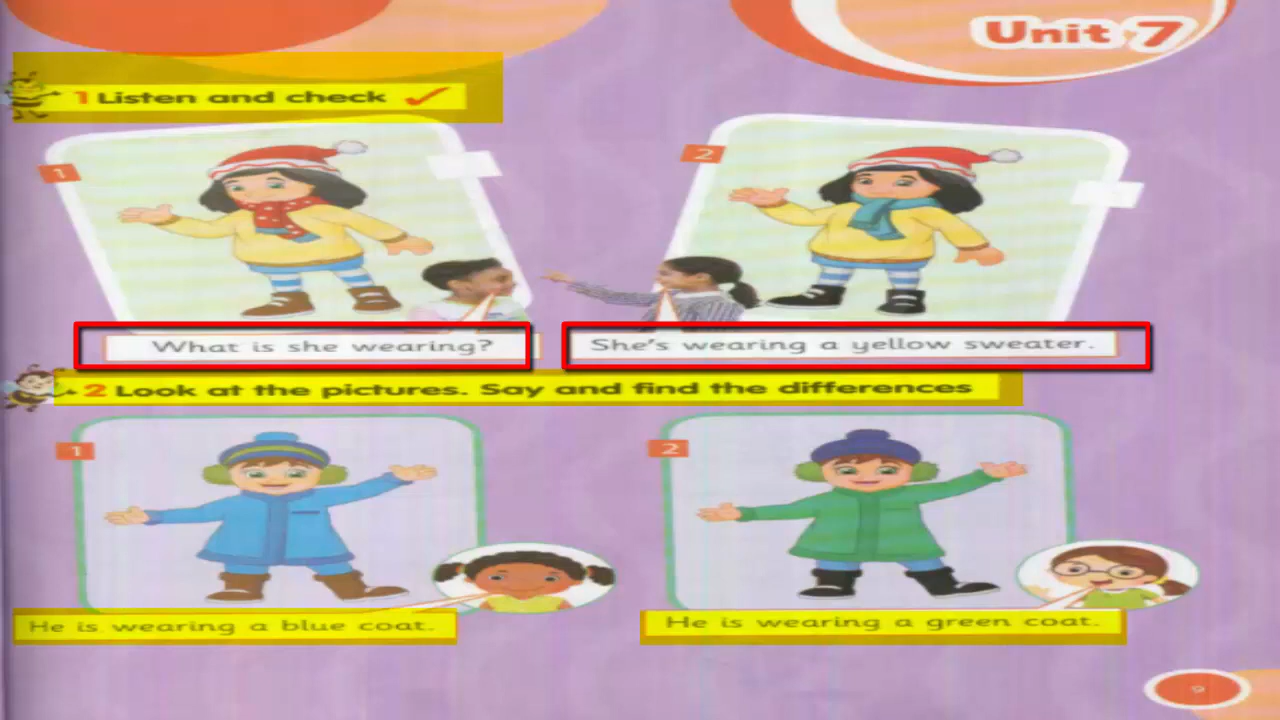 Unit 7
1 Listen and check ✓
1
2
What is she wearing?
She's wearing a yellow sweater.
2 Look at the pictures. Say and find the differences
1
2
He is wearing a blue coat.
He is wearing a green coat.
9